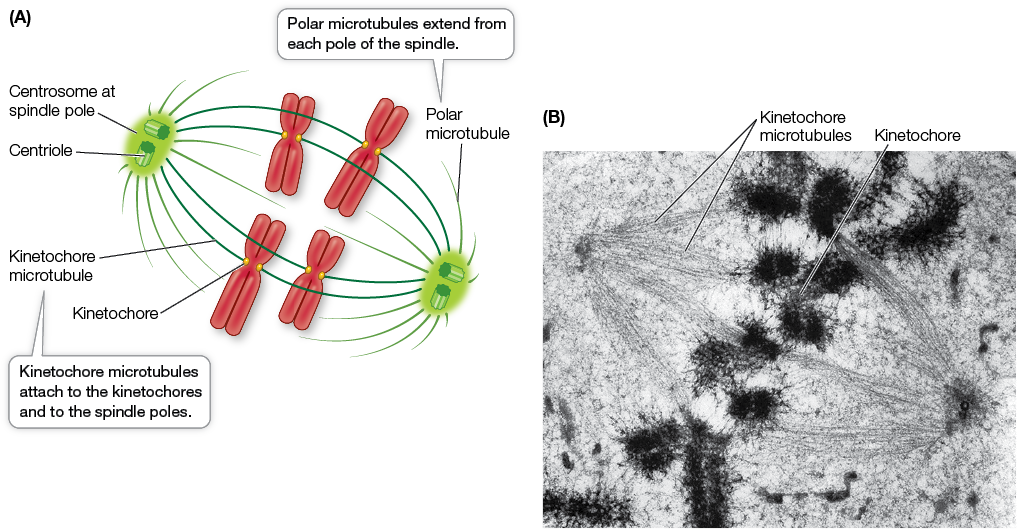 (A)
Polar microtubules extend from
each pole of the spindle.
Centrosome at
spindle pole
Polar
microtubule
Centriole
Kinetochore
microtubule
Kinetochore
Kinetochore microtubules
attach to the kinetochores
and to the spindle poles.
(B)
Kinetochore
microtubules
Kinetochore